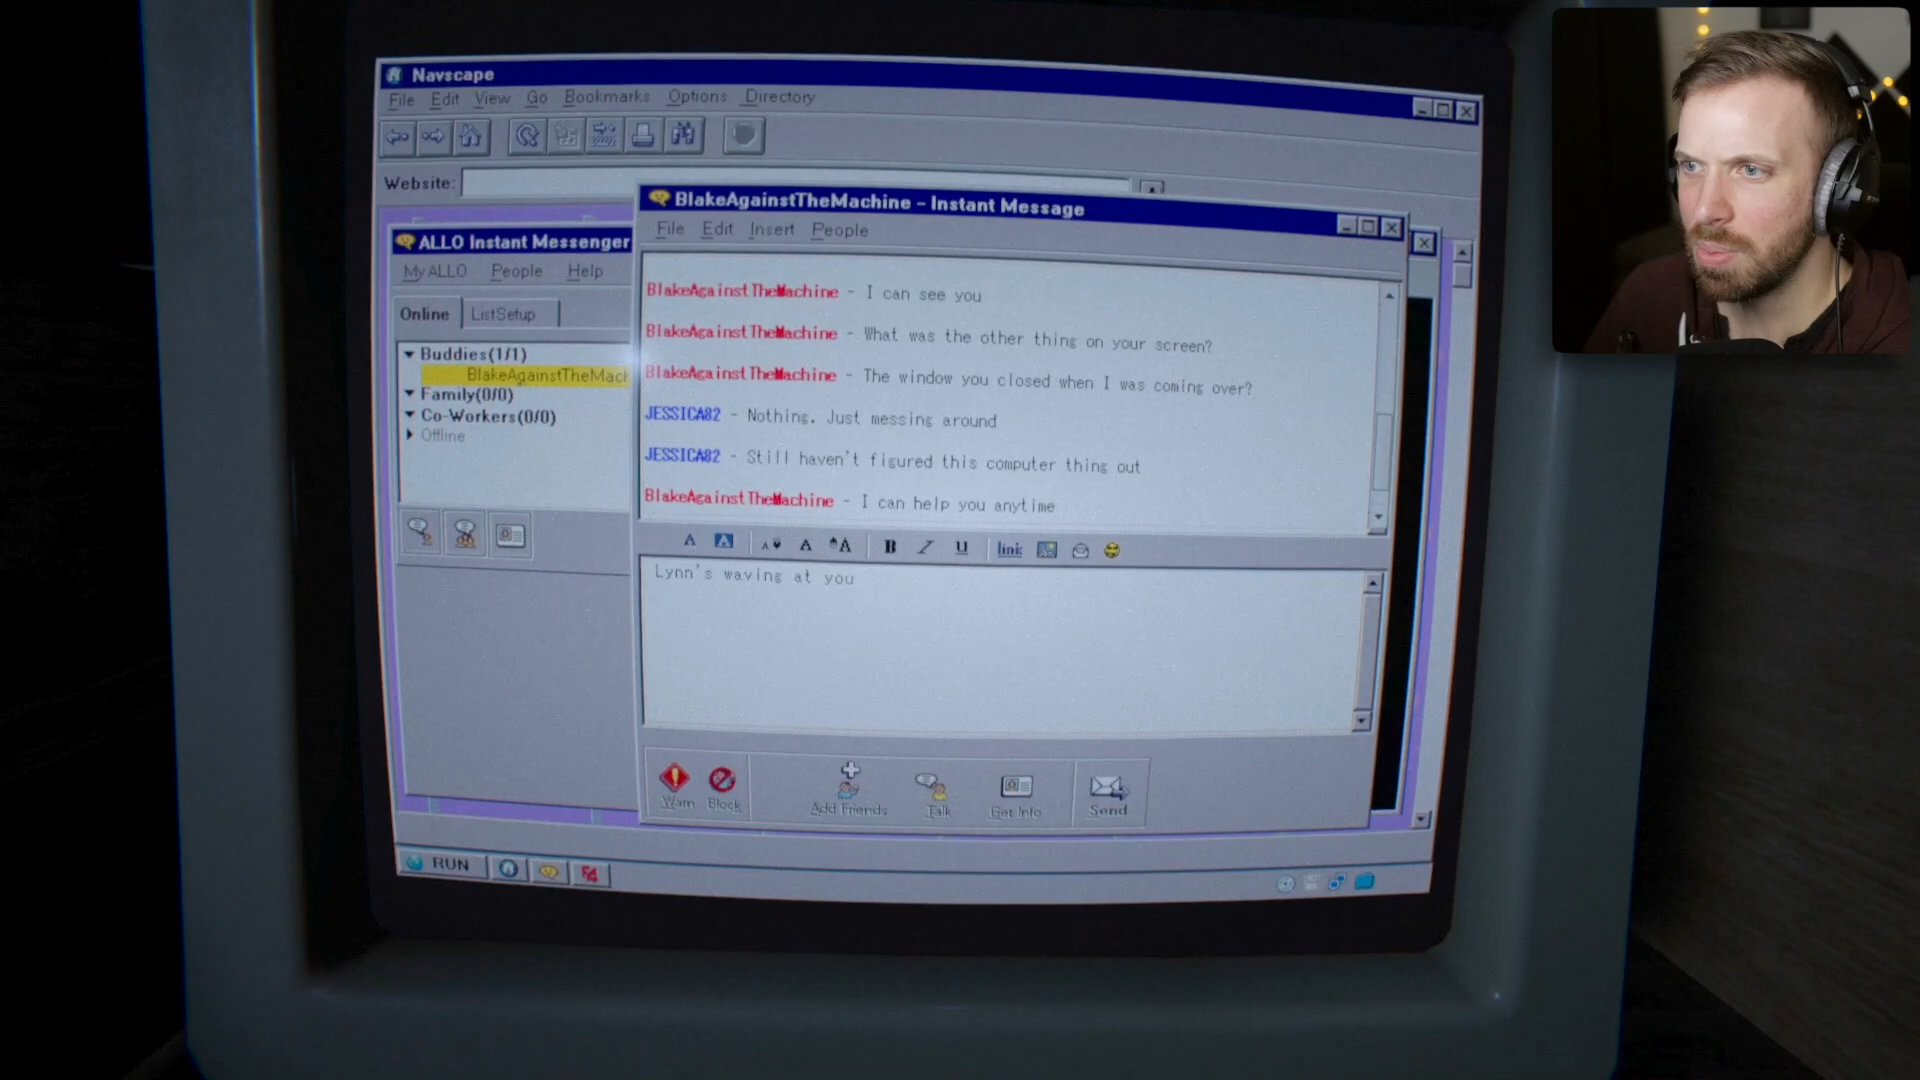 Navscape
File Edit View Go Bookmarks Options Directory
Website:
BlakeAgainstTheMachine - Instant Message
File Edit Insert People
ALLO Instant Messenger
My ALLO People Help
Online ListSetup
Buddies(1/1)
BlakeAgainstTheMach
Family(0/0)
Co-Workers(0/0)
Offline
BlakeAgainstTheMachine - I can see you
BlakeAgainstTheMachine - What was the other thing on your screen?
BlakeAgainstTheMachine - The window you closed when I was coming over?
JESSICA82 - Nothing. Just messing around
JESSICA82 - Still haven't figured this computer thing out
BlakeAgainstTheMachine - I can help you anytime
A A A A A B I U link
Lynn's waving at you
Warn Block Add Friends Talk Get Info Send
RUN